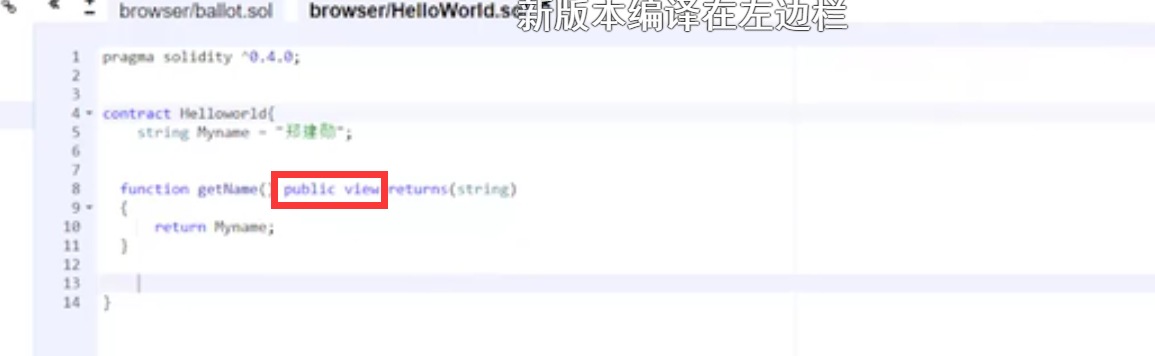 browser/ballot.sol browser/HelloWorld.so
新版本编译在左边栏
1 pragma solidity ^0.4.0;
2
3
4 contract Helloworld{
5 string Myname = "郑建勋";
6
7
8 function getName() public view returns(string)
9 {
10 return Myname;
11 }
12
13
14 }